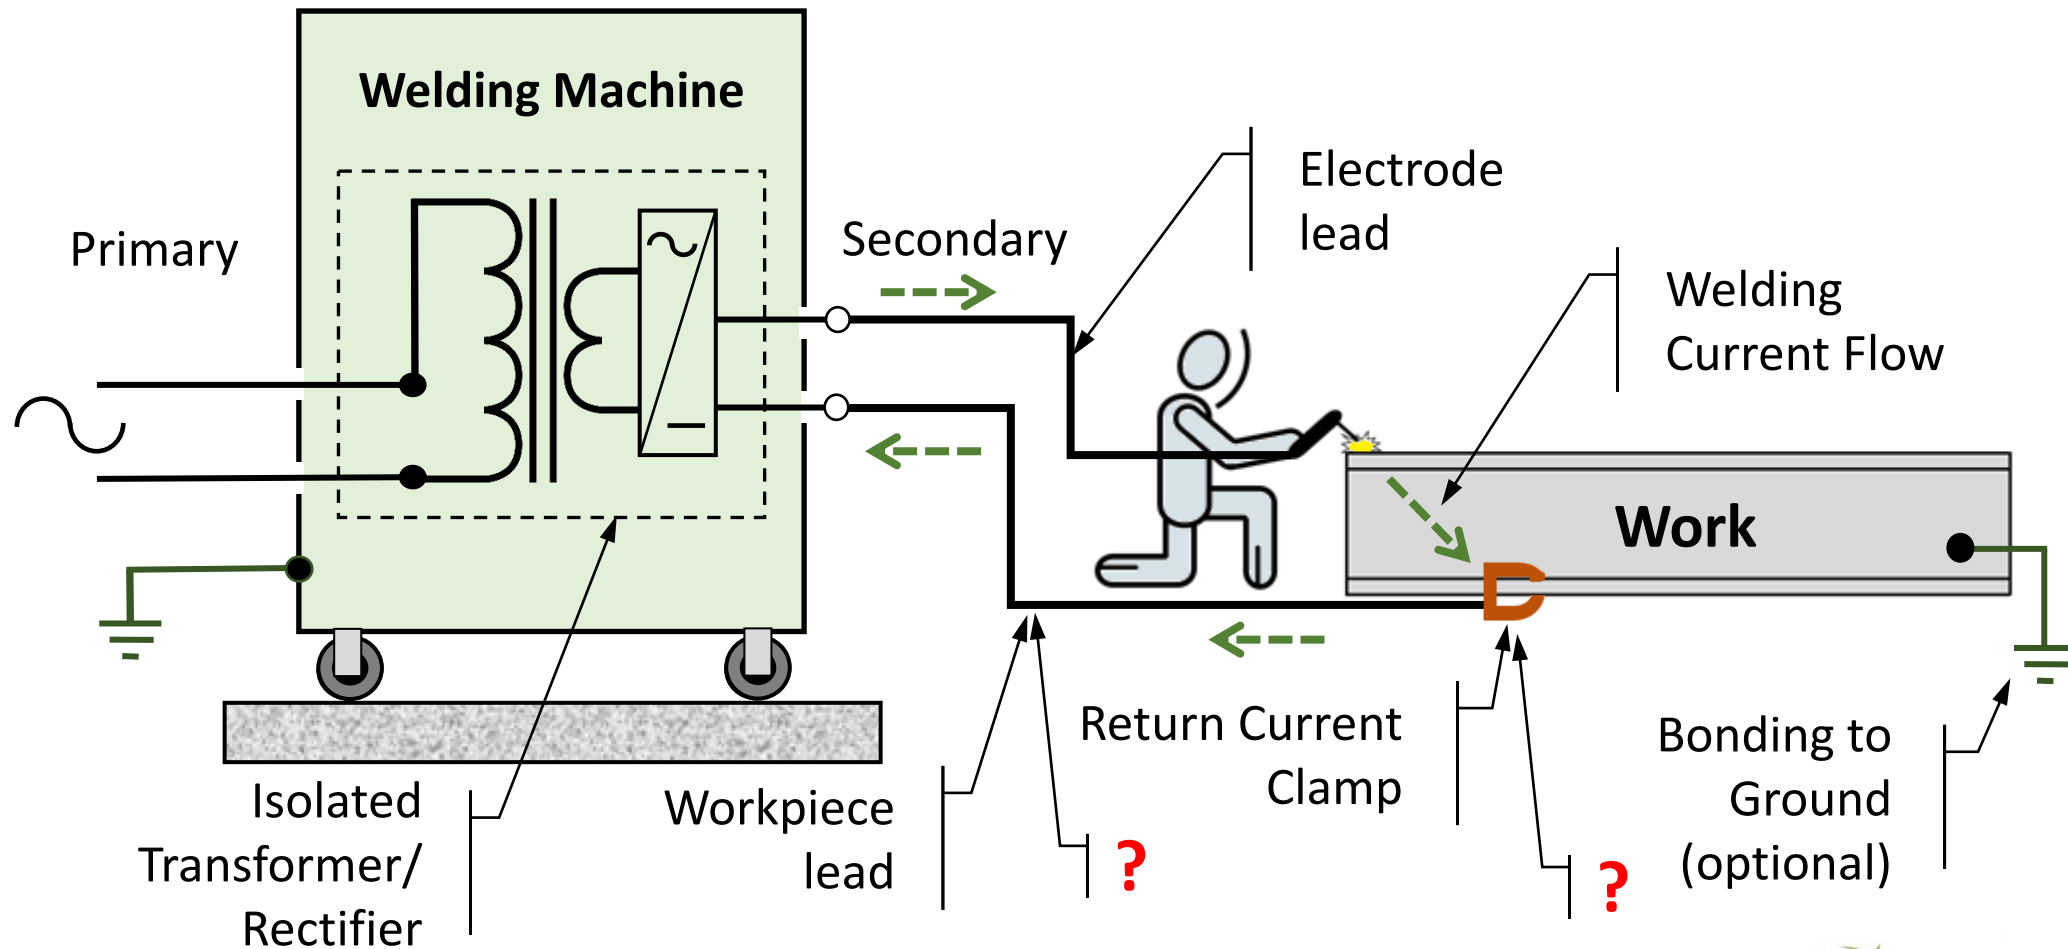 Welding Machine
Primary
Secondary
Electrode
lead
Welding
Current Flow
Work
Return Current
Clamp
Bonding to
Ground
(optional)
Isolated
Transformer/
Rectifier
Workpiece
lead
?
?